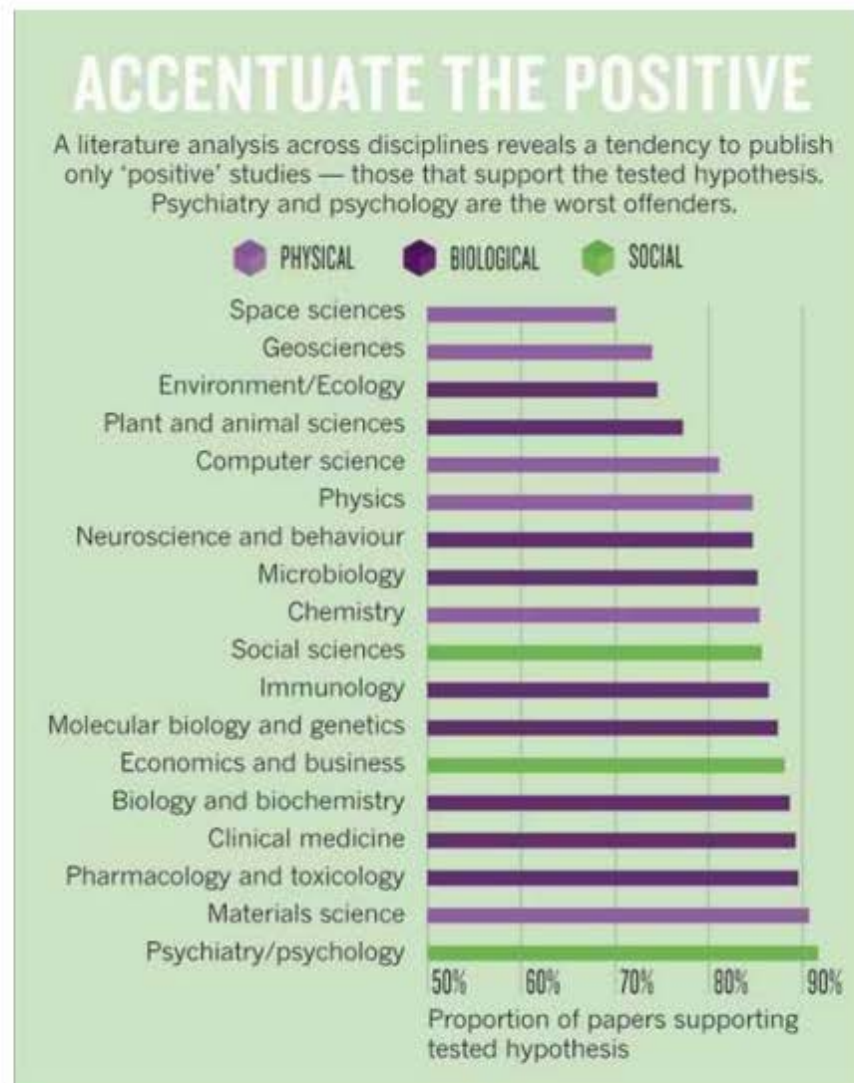 ACCENTUATE THE POSITIVE
A literature analysis across disciplines reveals a tendency to publish
only ‘positive’ studies — those that support the tested hypothesis.
Psychiatry and psychology are the worst offenders.
PHYSICAL BIOLOGICAL SOCIAL
Space sciences
Geosciences
Environment/Ecology
Plant and animal sciences
Computer science
Physics
Neuroscience and behaviour
Microbiology
Chemistry
Social sciences
Immunology
Molecular biology and genetics
Economics and business
Biology and biochemistry
Clinical medicine
Pharmacology and toxicology
Materials science
Psychiatry/psychology
50% 60% 70% 80% 90%
Proportion of papers supporting
tested hypothesis